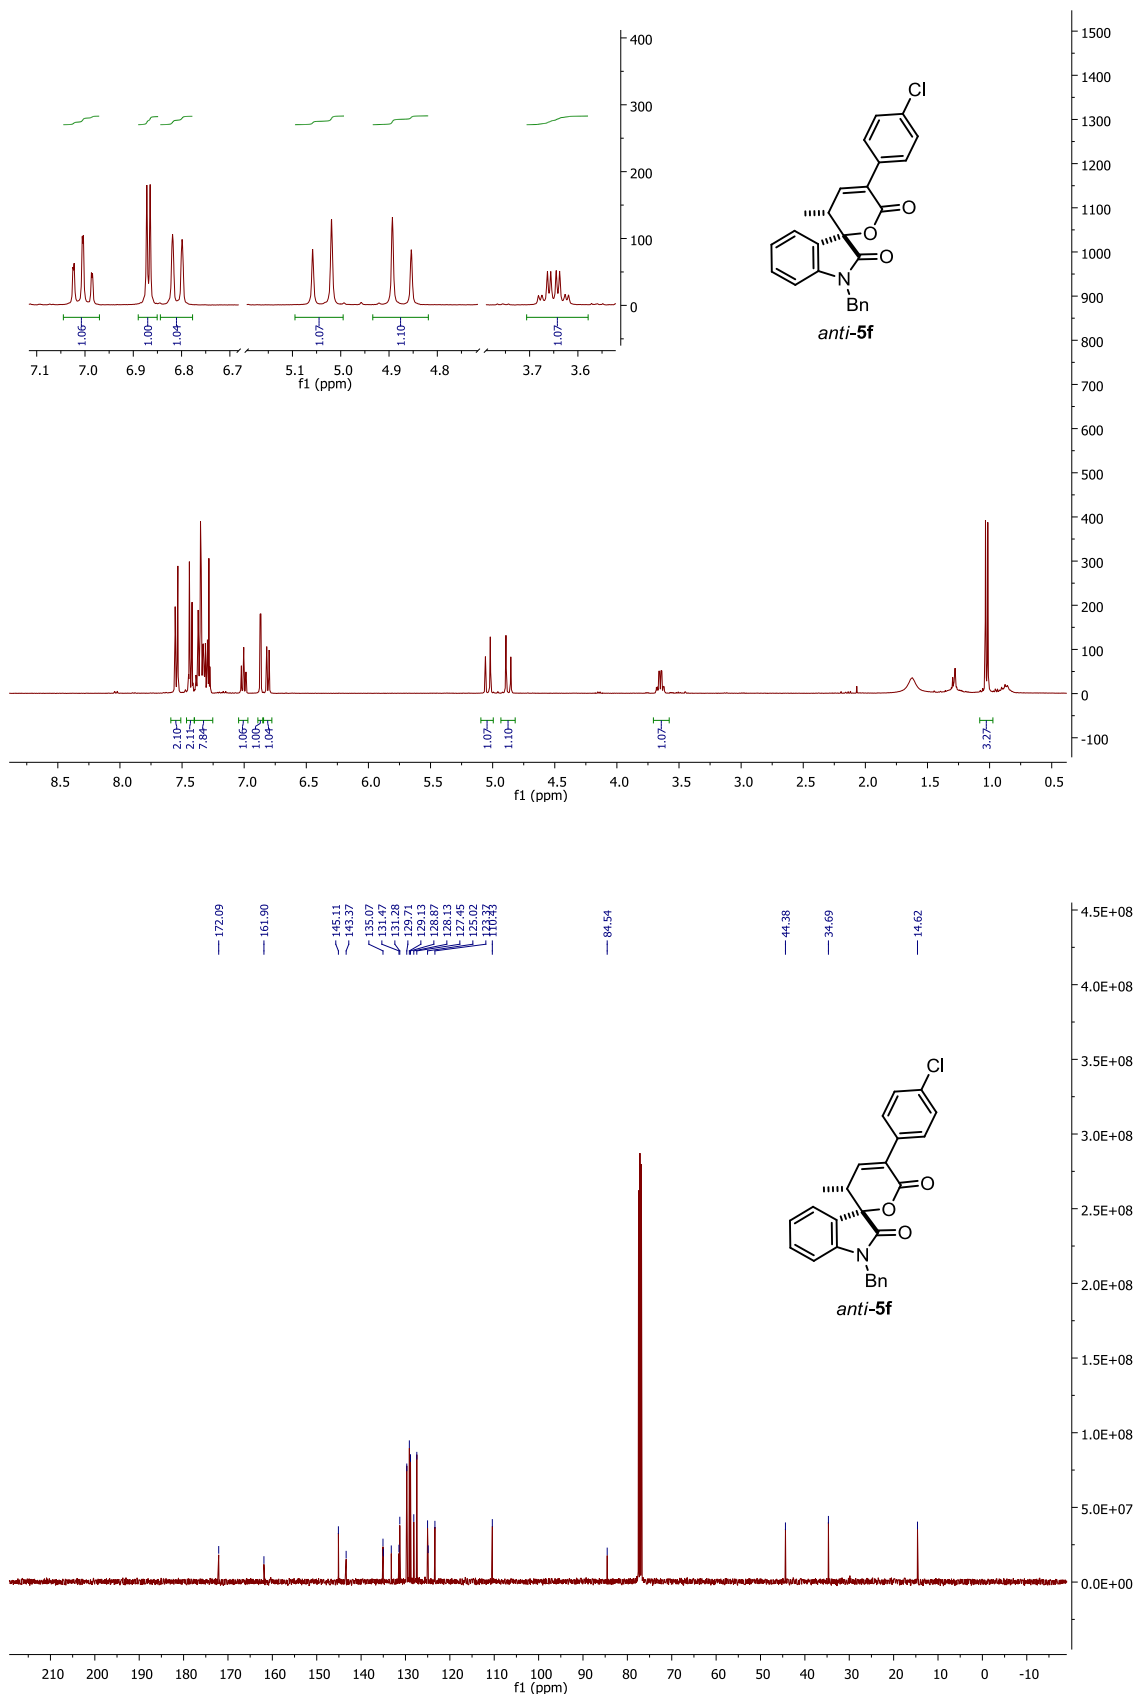 400
300
200
100
0
1.06
1.00
1.04
1.07
1.10
1.07
7.1 7.0 6.9 6.8 6.7 5.1 5.0 4.9 4.8 3.7 3.6
f1 (ppm)
Cl
O
O
O
N
Bn
anti-5f
1500
1400
1300
1200
1100
1000
900
800
700
600
500
400
300
200
100
0
-100
2.10
2.11
7.84
1.06
1.00
1.04
1.07
1.10
1.07
3.27
8.5 8.0 7.5 7.0 6.5 6.0 5.5 5.0 4.5 4.0 3.5 3.0 2.5 2.0 1.5 1.0 0.5
f1 (ppm)
172.09
161.90
145.11
143.37
135.07
131.47
131.28
129.71
129.13
128.87
128.13
127.45
125.02
123.37
110.43
84.54
44.38
34.69
14.62
4.5E+08
4.0E+08
3.5E+08
3.0E+08
2.5E+08
2.0E+08
1.5E+08
1.0E+08
5.0E+07
0.0E+00
Cl
O
O
O
N
Bn
anti-5f
210 200 190 180 170 160 150 140 130 120 110 100 90 80 70 60 50 40 30 20 10 0 -10
f1 (ppm)